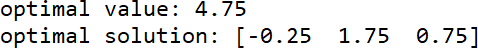 optimal value: 4.75
optimal solution: [-0.25  1.75  0.75]